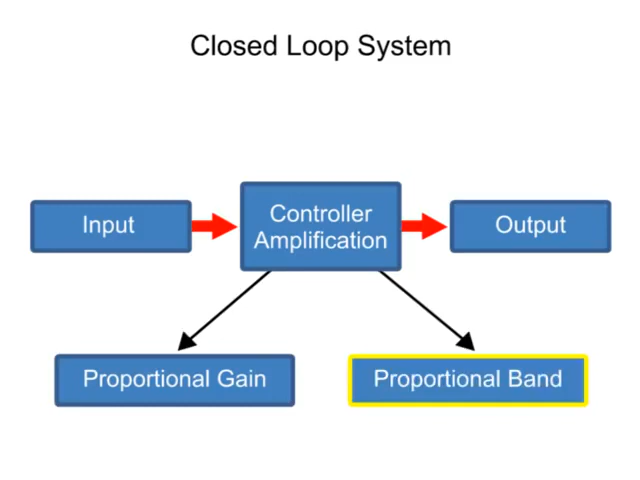 Closed Loop System
Input
Controller
Amplification
Output
Proportional Gain
Proportional Band